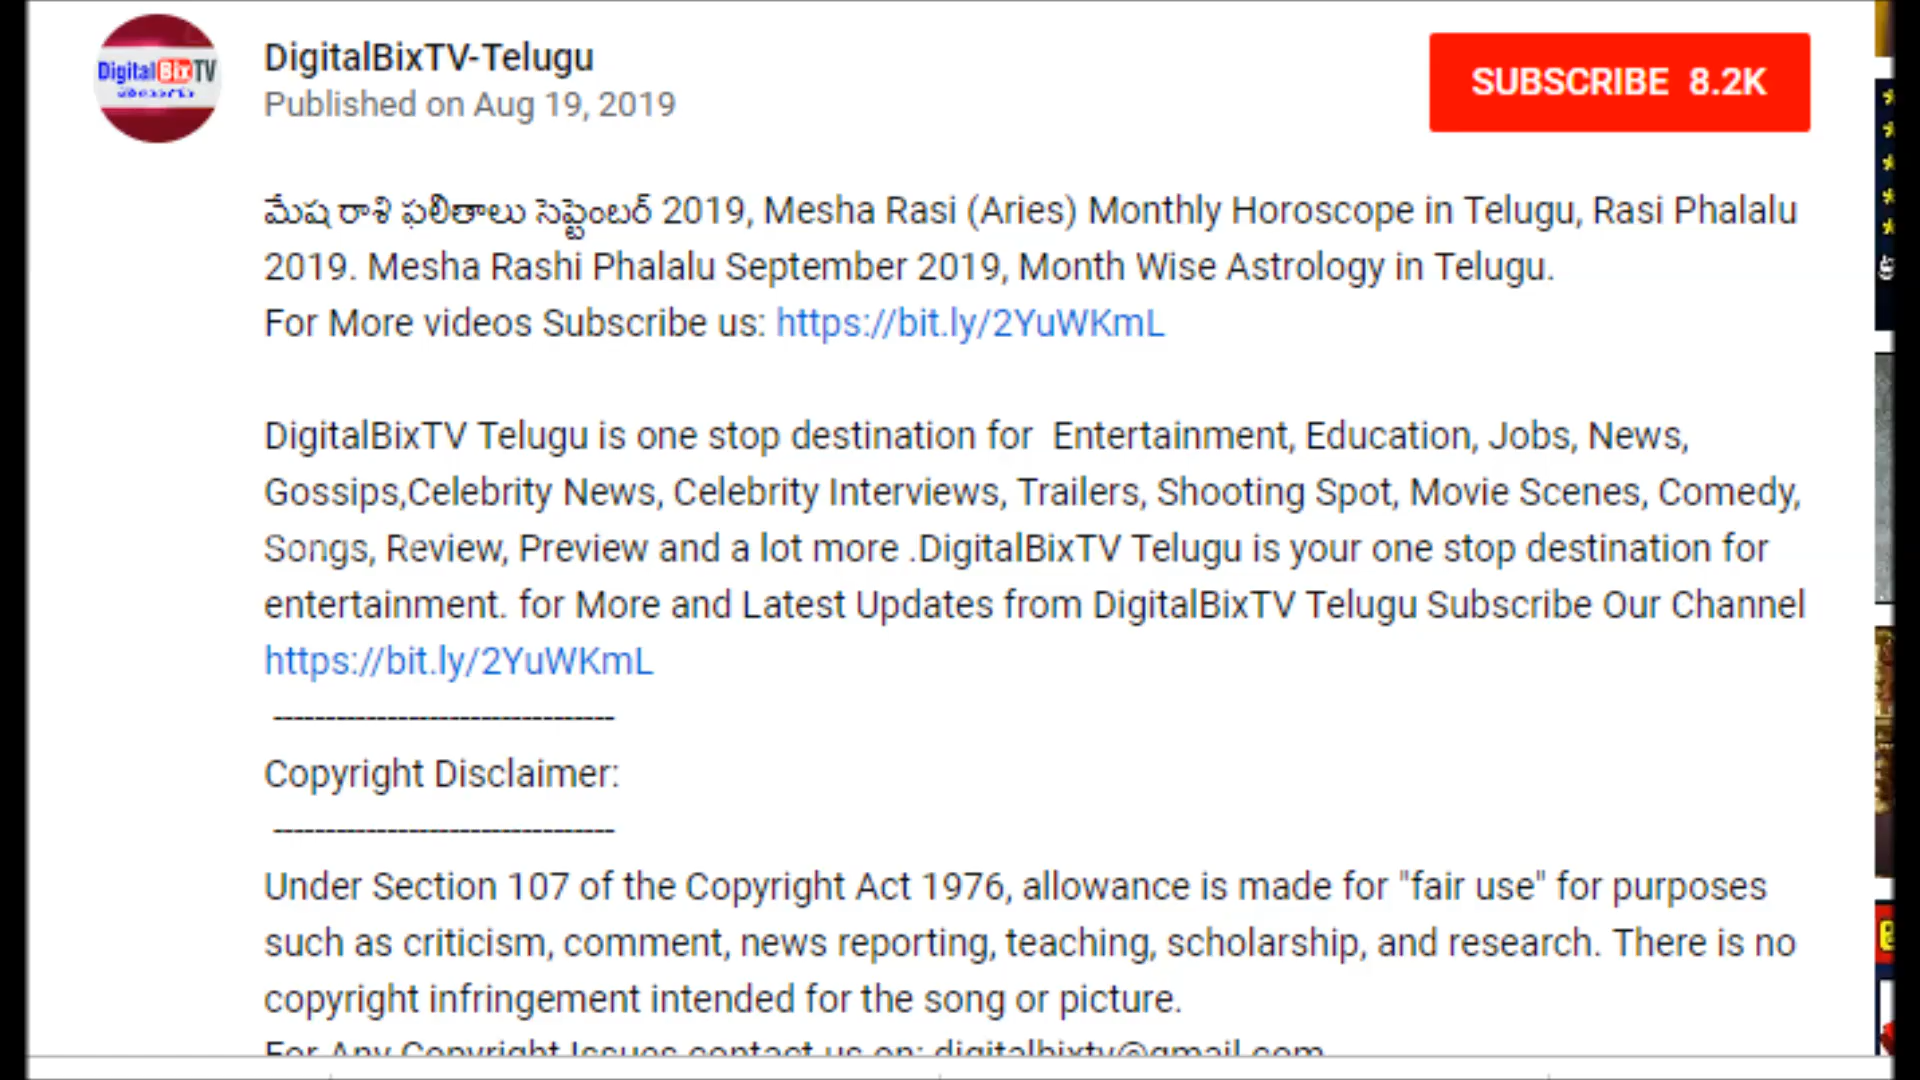 DigitalBixTV
DigitalBixTV-Telugu
Published on Aug 19, 2019
SUBSCRIBE 8.2K
మేష రాశి ఫలితాలు సెప్టెంబర్ 2019, Mesha Rasi (Aries) Monthly Horoscope in Telugu, Rasi Phalalu
2019. Mesha Rashi Phalalu September 2019, Month Wise Astrology in Telugu.
For More videos Subscribe us: https://bit.ly/2YuWKmL
DigitalBixTV Telugu is one stop destination for  Entertainment, Education, Jobs, News,
Gossips,Celebrity News, Celebrity Interviews, Trailers, Shooting Spot, Movie Scenes, Comedy,
Songs, Review, Preview and a lot more .DigitalBixTV Telugu is your one stop destination for
entertainment. for More and Latest Updates from DigitalBixTV Telugu Subscribe Our Channel
https://bit.ly/2YuWKmL
---------------------------------
Copyright Disclaimer:
---------------------------------
Under Section 107 of the Copyright Act 1976, allowance is made for "fair use" for purposes
such as criticism, comment, news reporting, teaching, scholarship, and research. There is no
copyright infringement intended for the song or picture.
For Any Copyright Issues contact us on: digitalbixtv@gmail.com